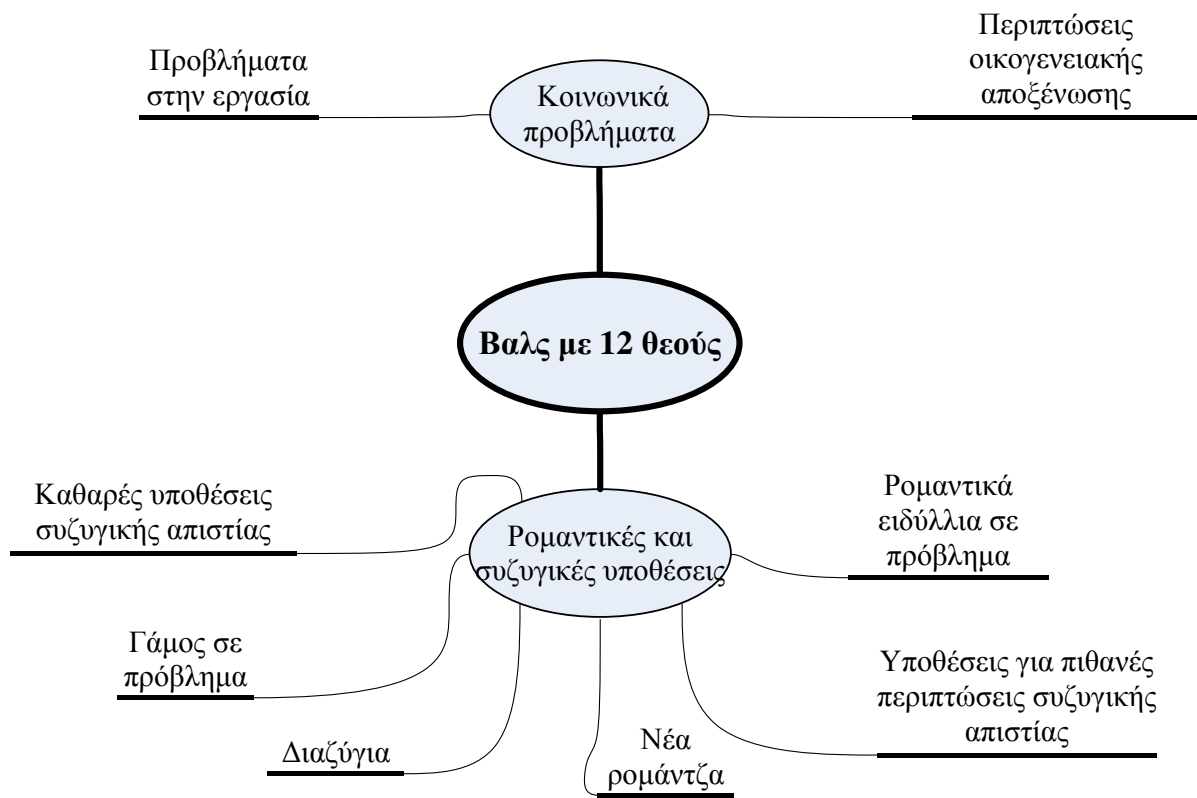 Προβλήματα
στην εργασία
Κοινωνικά
προβλήματα
Περιπτώσεις
οικογενειακής
αποξένωσης
Βαλς με 12 θεούς
Καθαρές υποθέσεις
συζυγικής απιστίας
Ρομαντικές και
συζυγικές υποθέσεις
Ρομαντικά
ειδύλλια σε
πρόβλημα
Γάμος σε
πρόβλημα
Υποθέσεις για πιθανές
περιπτώσεις συζυγικής
απιστίας
Διαζύγια
Νέα
ρομάντζα